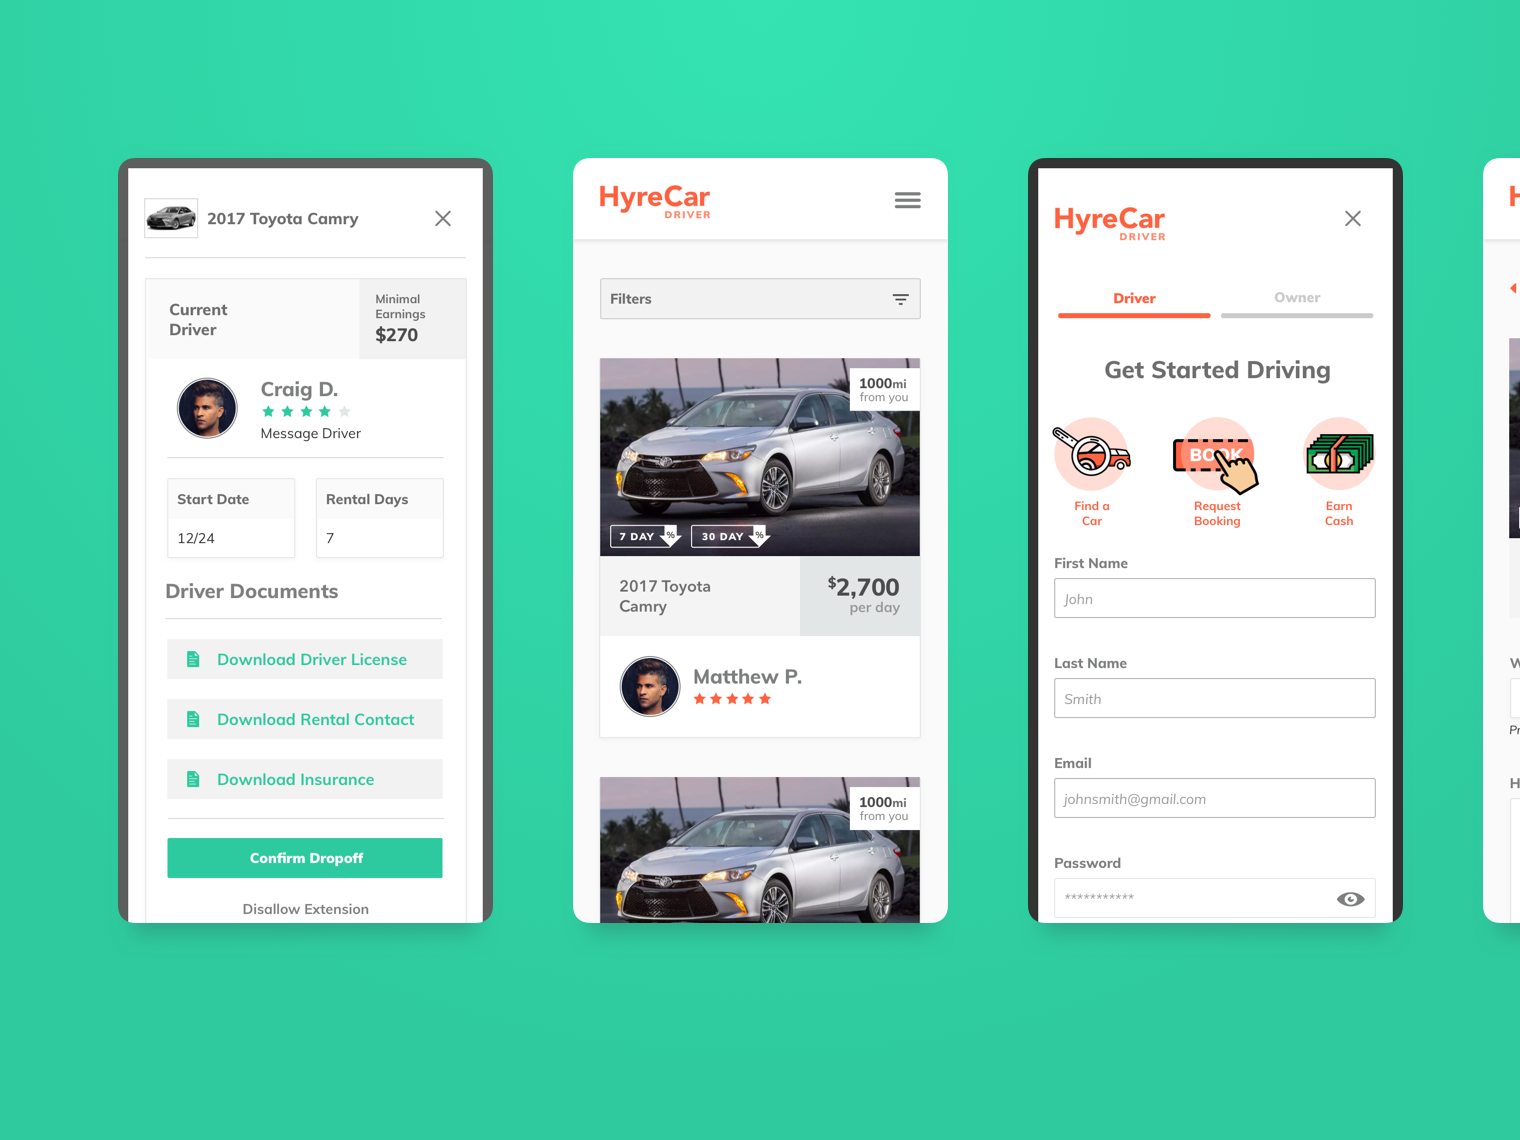 2017 Toyota Camry
Current
Driver
Minimal
Earnings
$270
Craig D.
Message Driver
Start Date
12/24
Rental Days
7
Driver Documents
Download Driver License
Download Rental Contact
Download Insurance
Confirm Dropoff
Disallow Extension
HyreCar
DRIVER
Filters
1000mi
from you
7 DAY %
30 DAY %
2017 Toyota
Camry
$2,700
per day
Matthew P.
1000mi
from you
HyreCar
DRIVER
Driver
Owner
Get Started Driving
BOOK
Find a
Car
Request
Booking
Earn
Cash
First Name
John
Last Name
Smith
Email
johnsmith@gmail.com
Password
***********